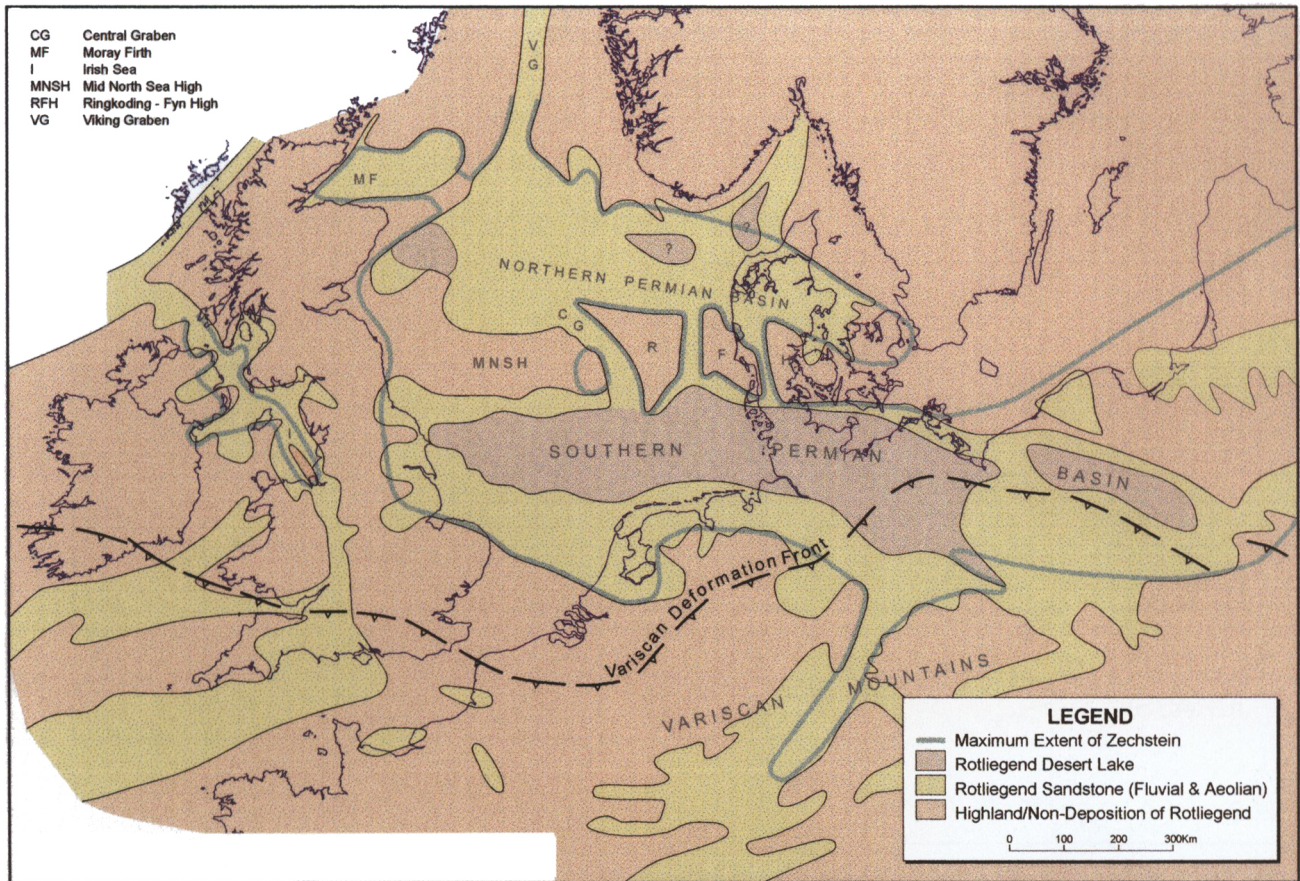 CG Central Graben
MF Moray Firth
I Irish Sea
MNSH Mid North Sea High
RFH Ringkoding - Fyn High
VG Viking Graben
VG
MF
?
?
NORTHERN PERMIAN BASIN
CG
R
F
H
MNSH
I
SOUTHERN PERMIAN BASIN
Variscan Deformation Front
VARISCAN MOUNTAINS
LEGEND
Maximum Extent of Zechstein
Rotliegend Desert Lake
Rotliegend Sandstone (Fluvial & Aeolian)
Highland/Non-Deposition of Rotliegend
0 100 200 300Km